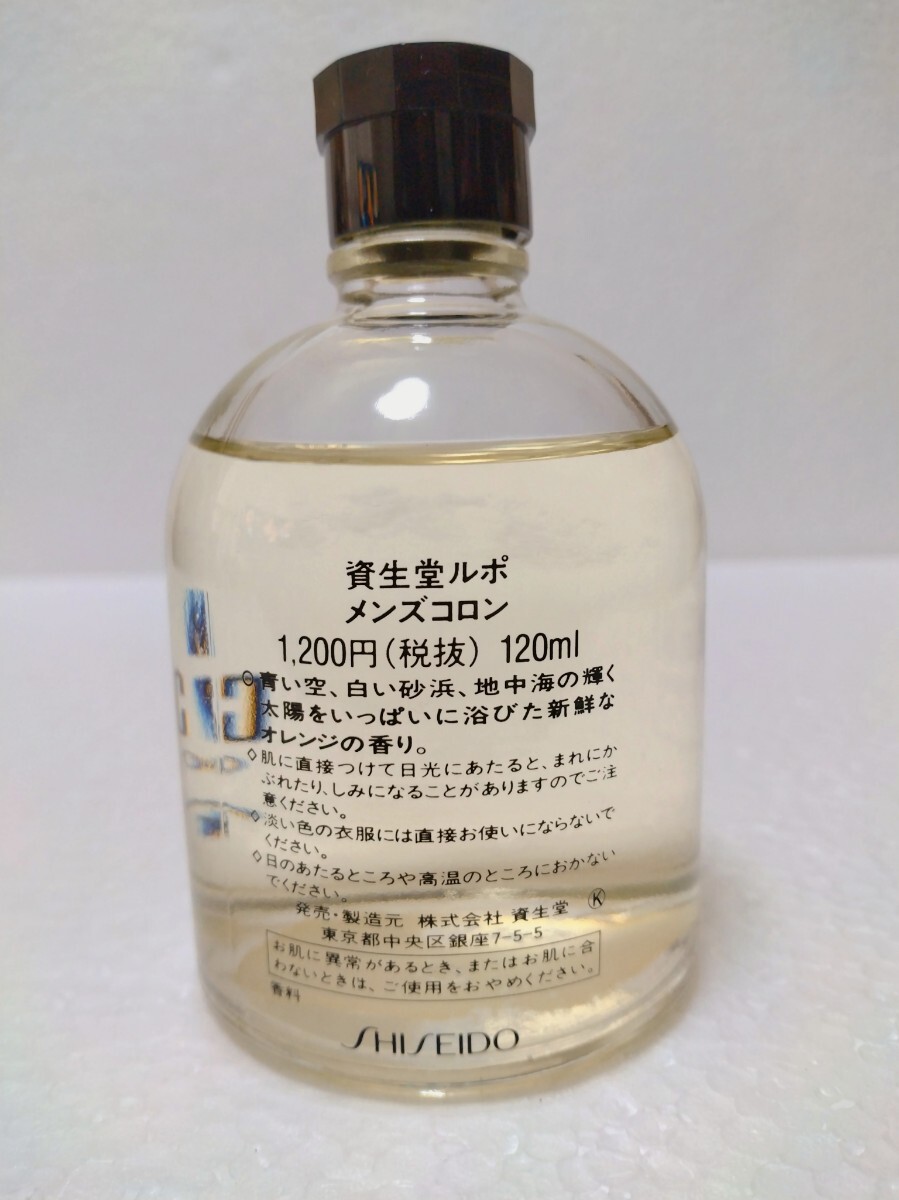 資生堂ルポ
メンズコロン
1,200円(税抜) 120ml
青い空、白い砂浜、地中海の輝く
太陽をいっぱいに浴びた新鮮な
オレンジの香り。
◇肌に直接つけて日光にあたると、まれにか
ぶれたり、しみになることがありますのでご注
意ください。
◇淡い色の衣服には直接お使いにならないで
ください。
◇日のあたるところや高温のところにおかない
でください。
発売・製造元 株式会社 資生堂 Ⓚ
東京都中央区銀座7-5-5
お肌に異常があるとき、またはお肌に合
わないときは、ご使用をおやめください。
香料
SHISEIDO